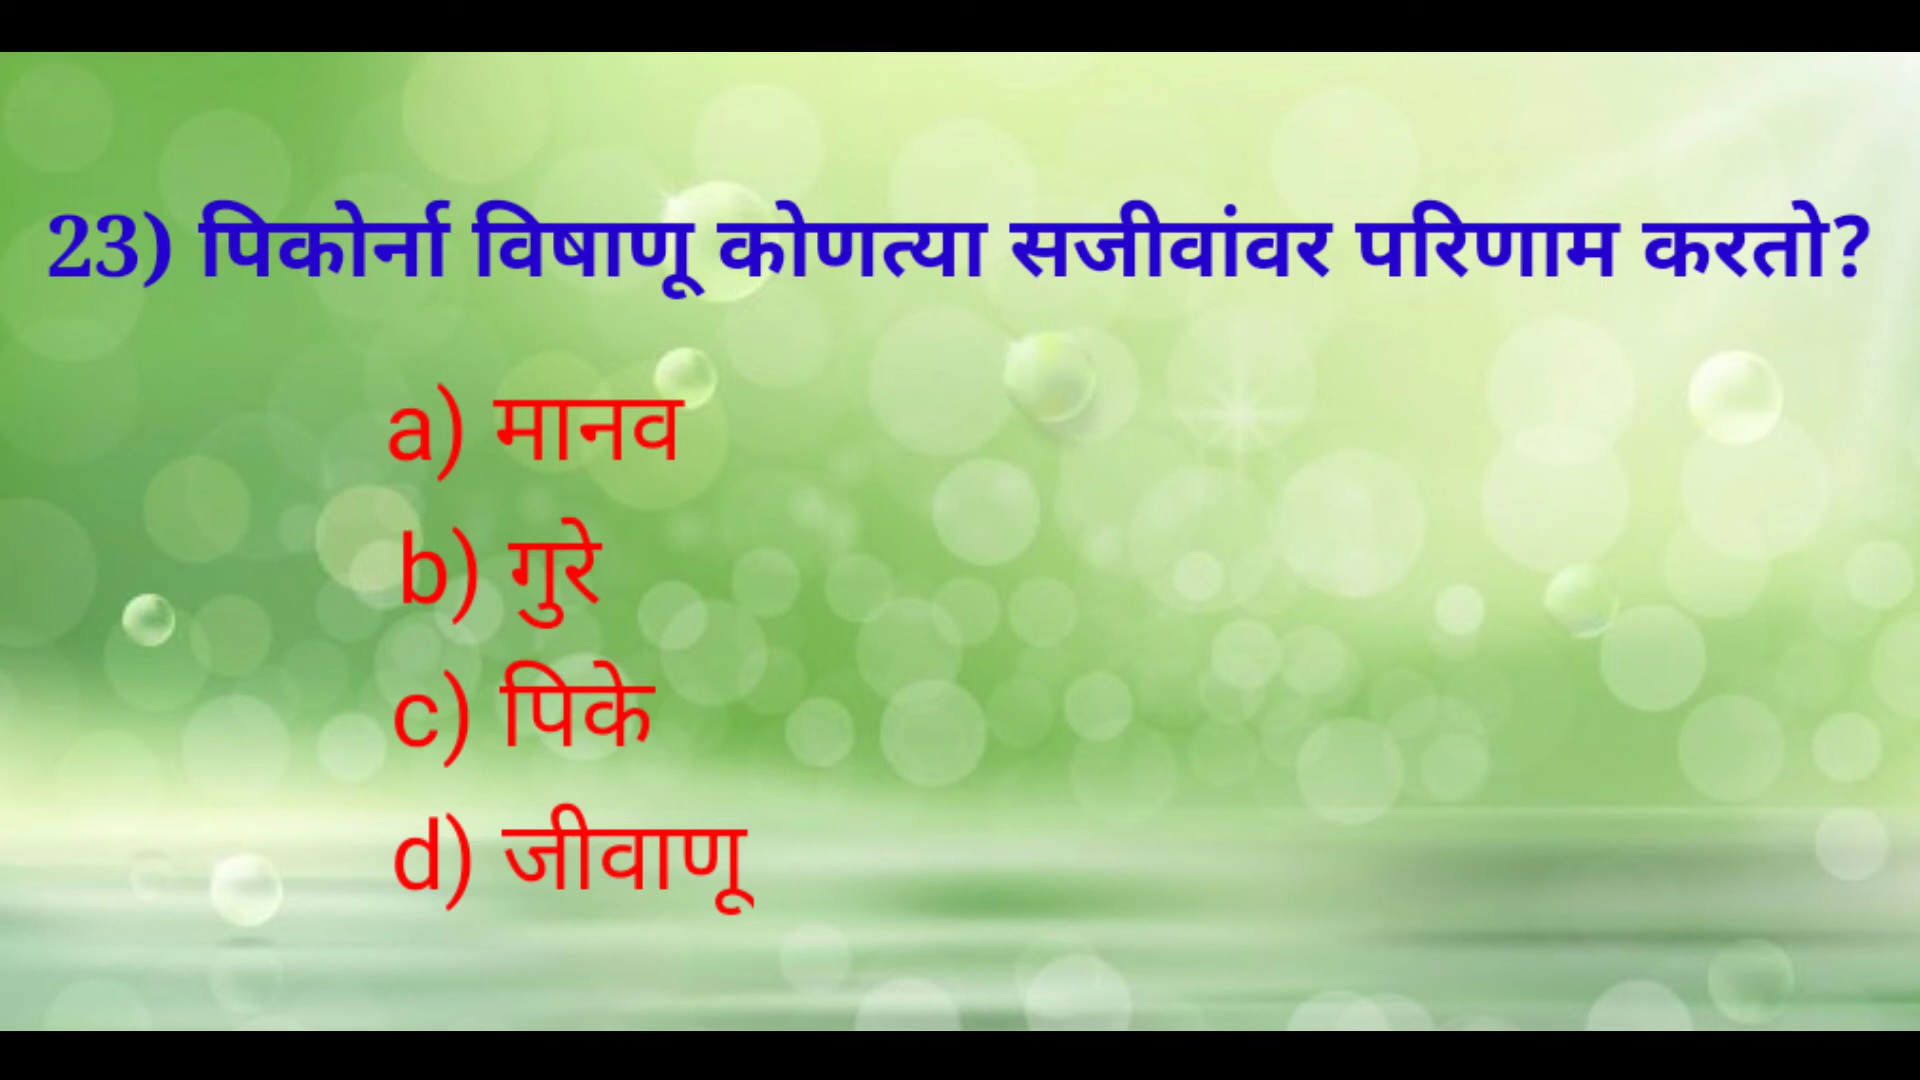 23) पिकोर्ना विषाणू कोणत्या सजीवांवर परिणाम करतो?
a) मानव
b) गुरे
c) पिके
d) जीवाणू